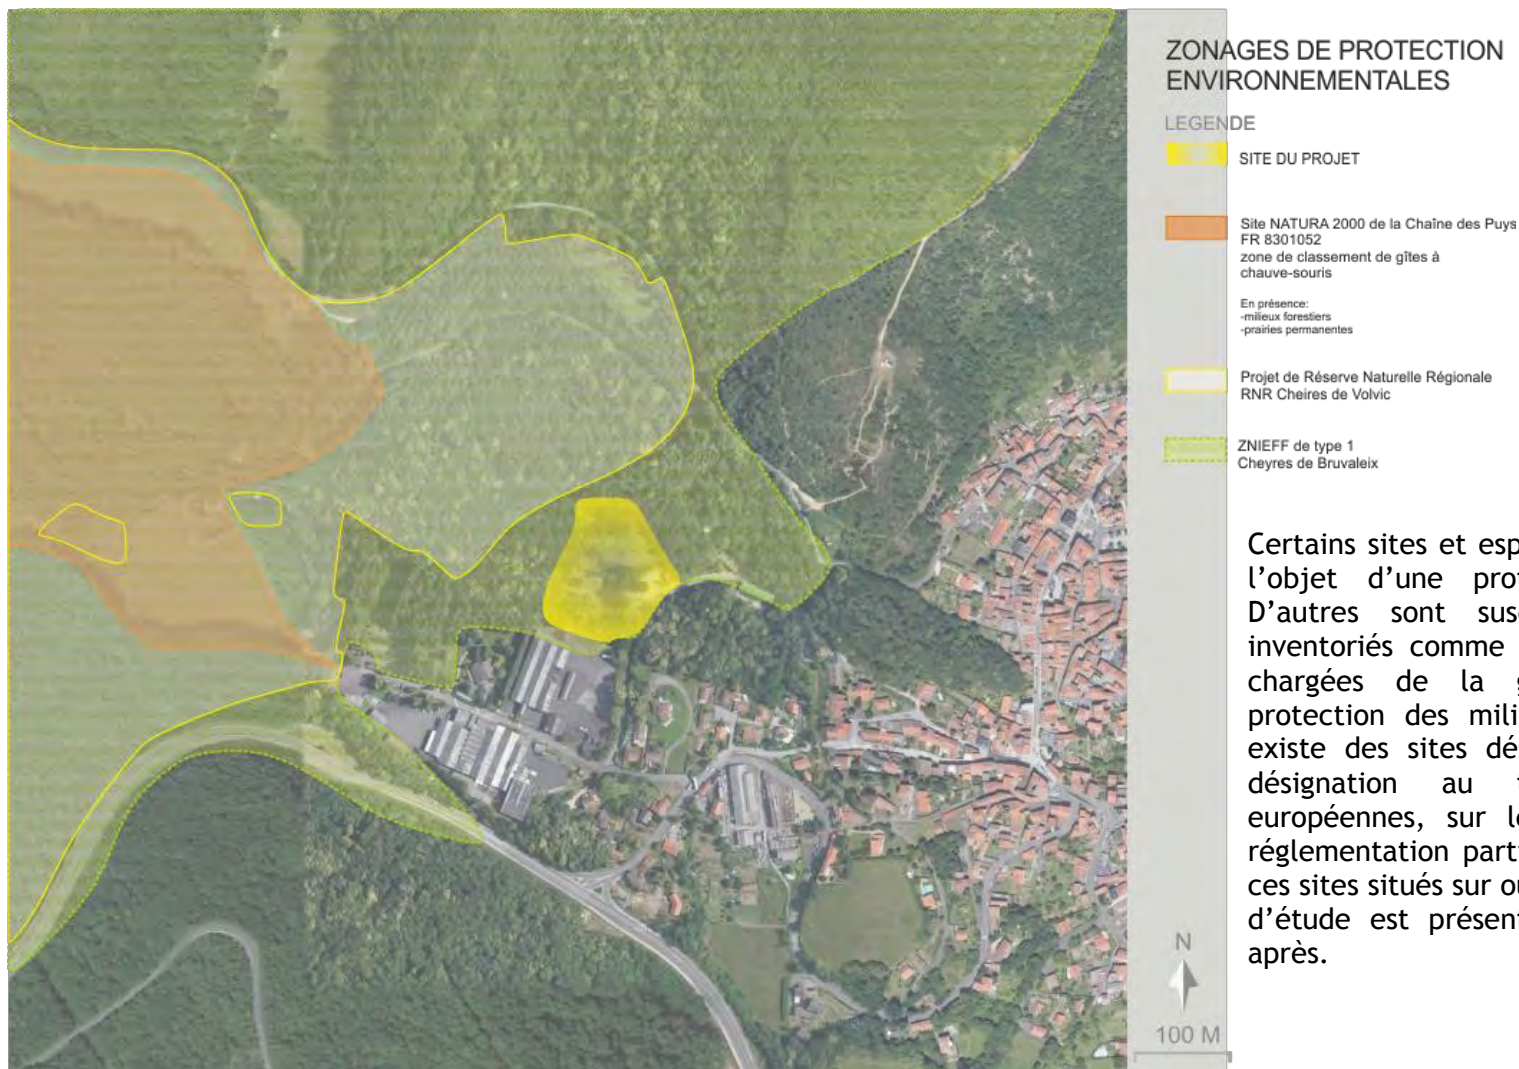 ZONAGES DE PROTECTION
ENVIRONNEMENTALES
LEGENDE
SITE DU PROJET
Site NATURA 2000 de la Chaîne des Puys
FR 8301052
zone de classement de gîtes à
chauve-souris
En présence:
-milieux forestiers
-prairies permanentes
Projet de Réserve Naturelle Régionale
RNR Cheires de Volvic
ZNIEFF de type 1
Cheyres de Bruvaleix
Certains sites et esp
l'objet d'une pro
D'autres sont sus
inventoriés comme
chargées de la
protection des mili
existe des sites dé
désignation au
européennes, sur l
réglementation part
ces sites situés sur ou
d'étude est présent
après.
N
100 M